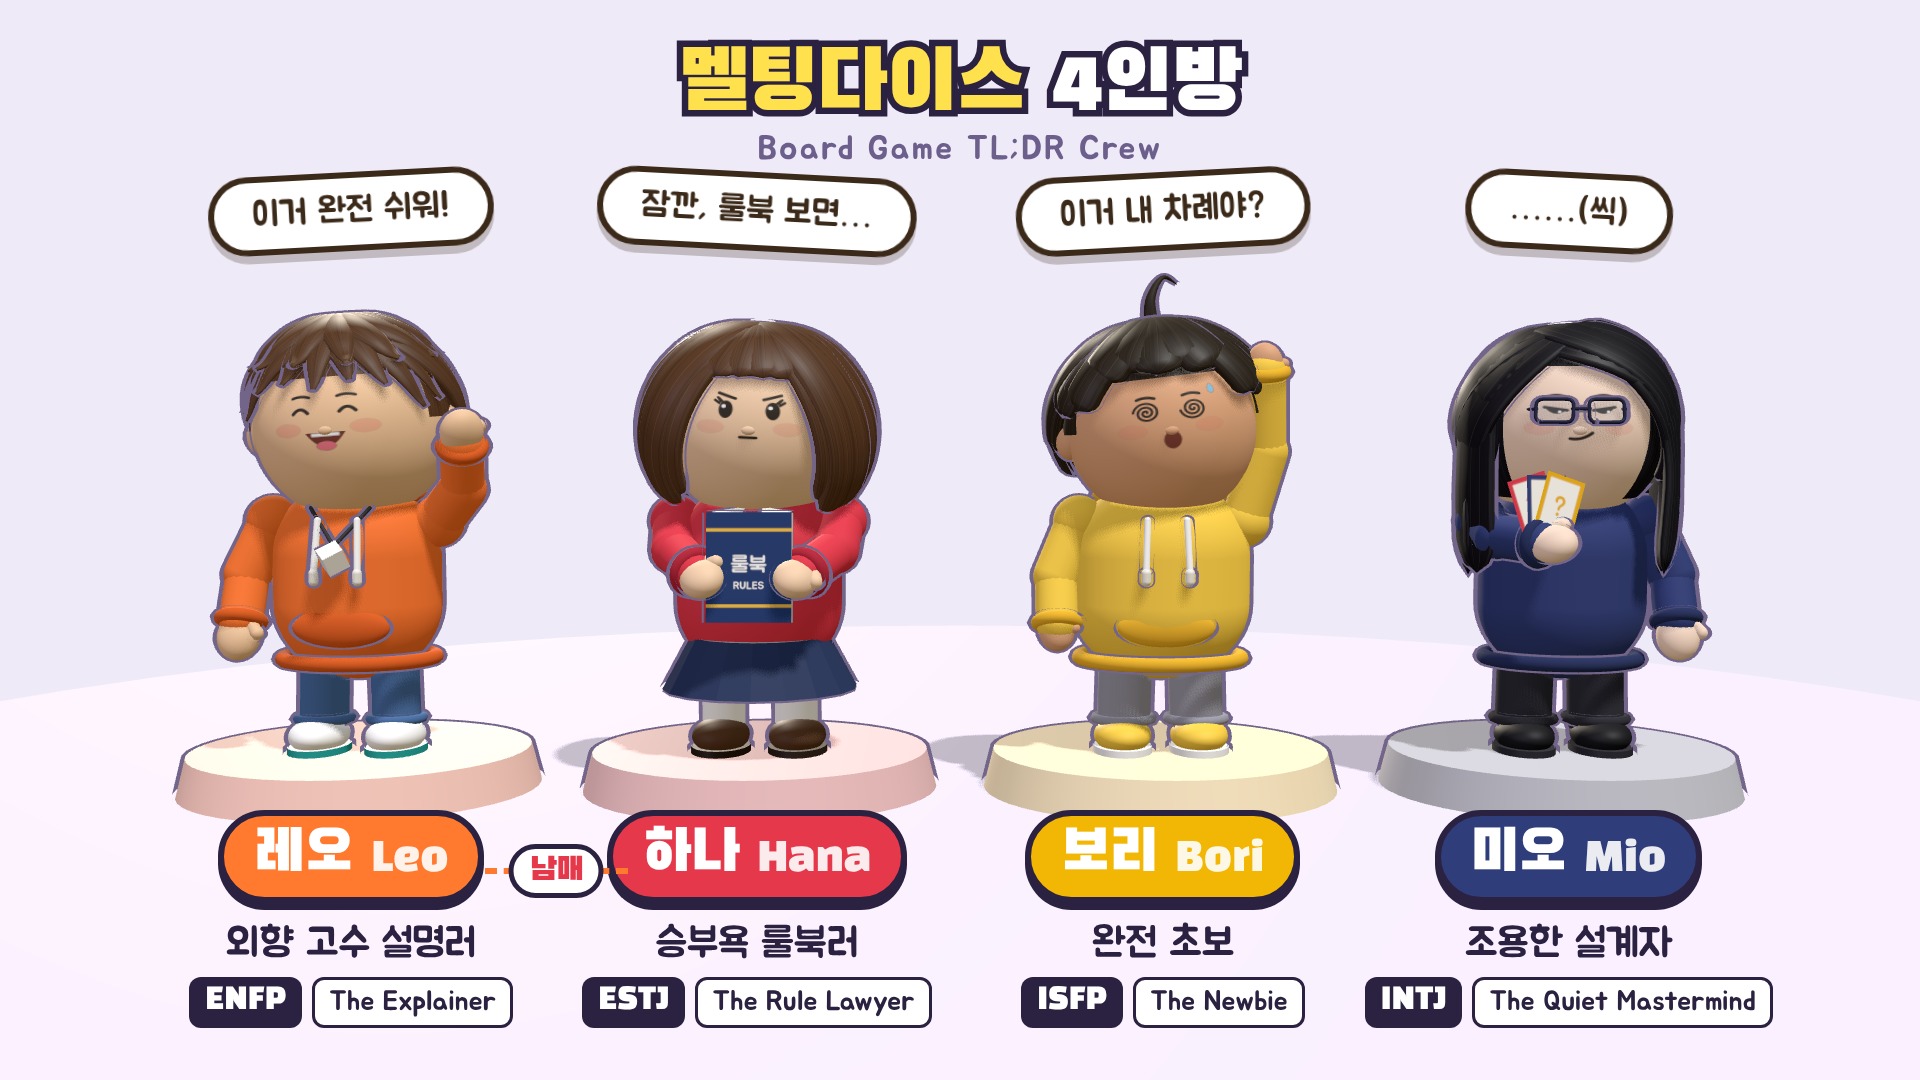 멜팅다이스 4인방
Board Game TL;DR Crew
이거 완전 쉬워!
잠깐, 룰북 보면...
이거 내 차례야?
......(씩)
룰북
RULES
?
레오 Leo
남매
하나 Hana
보리 Bori
미오 Mio
외향 고수 설명러
승부욕 룰북러
완전 초보
조용한 설계자
ENFP The Explainer
ESTJ The Rule Lawyer
ISFP The Newbie
INTJ The Quiet Mastermind